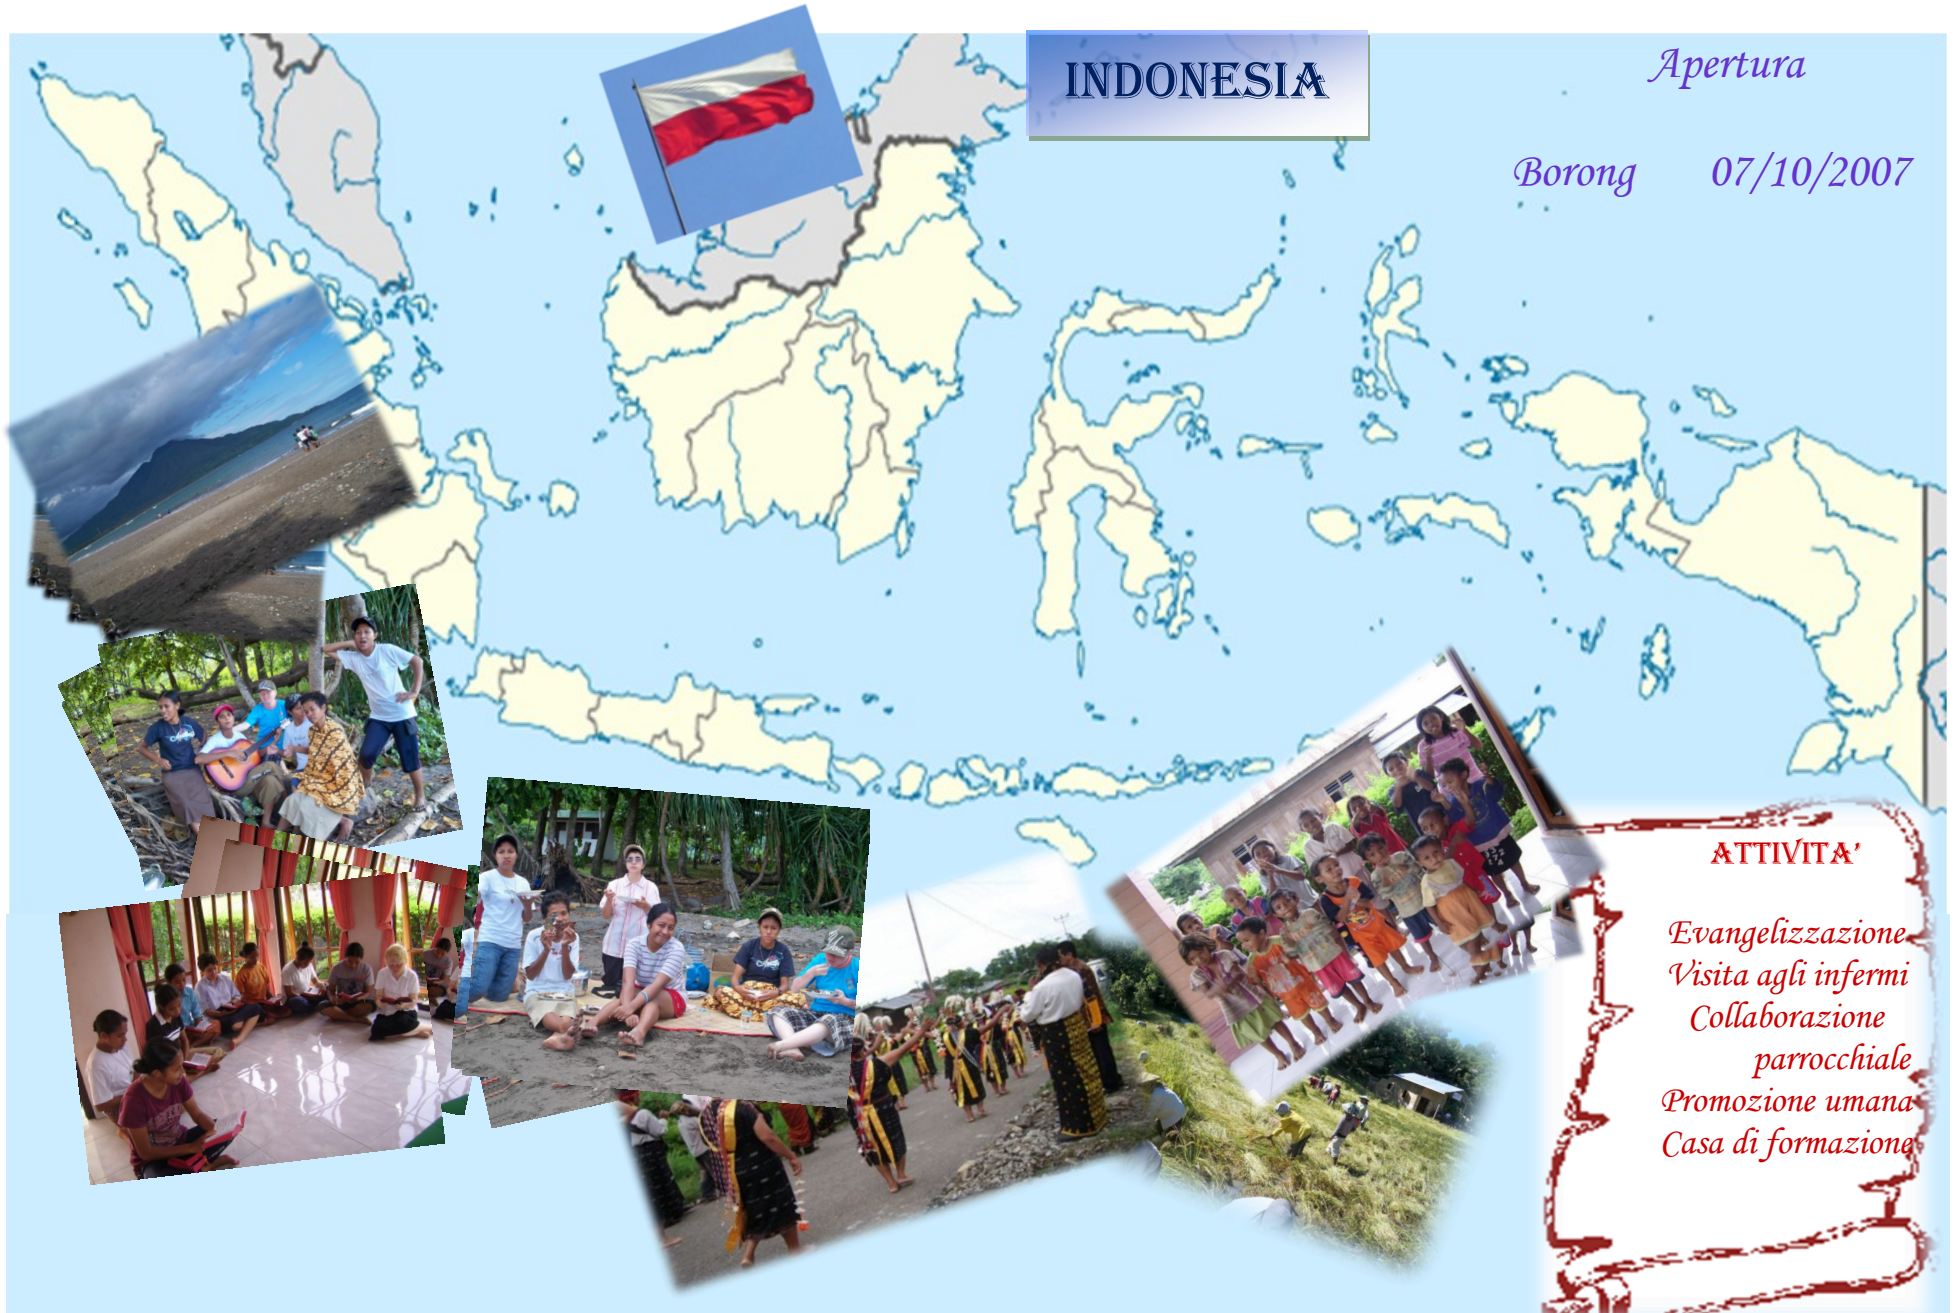 INDONESIA
Apertura
Borong 07/10/2007
ATTIVITA'
Evangelizzazione
Visita agli infermi
Collaborazione
parrocchiale
Promozione umana
Casa di formazione